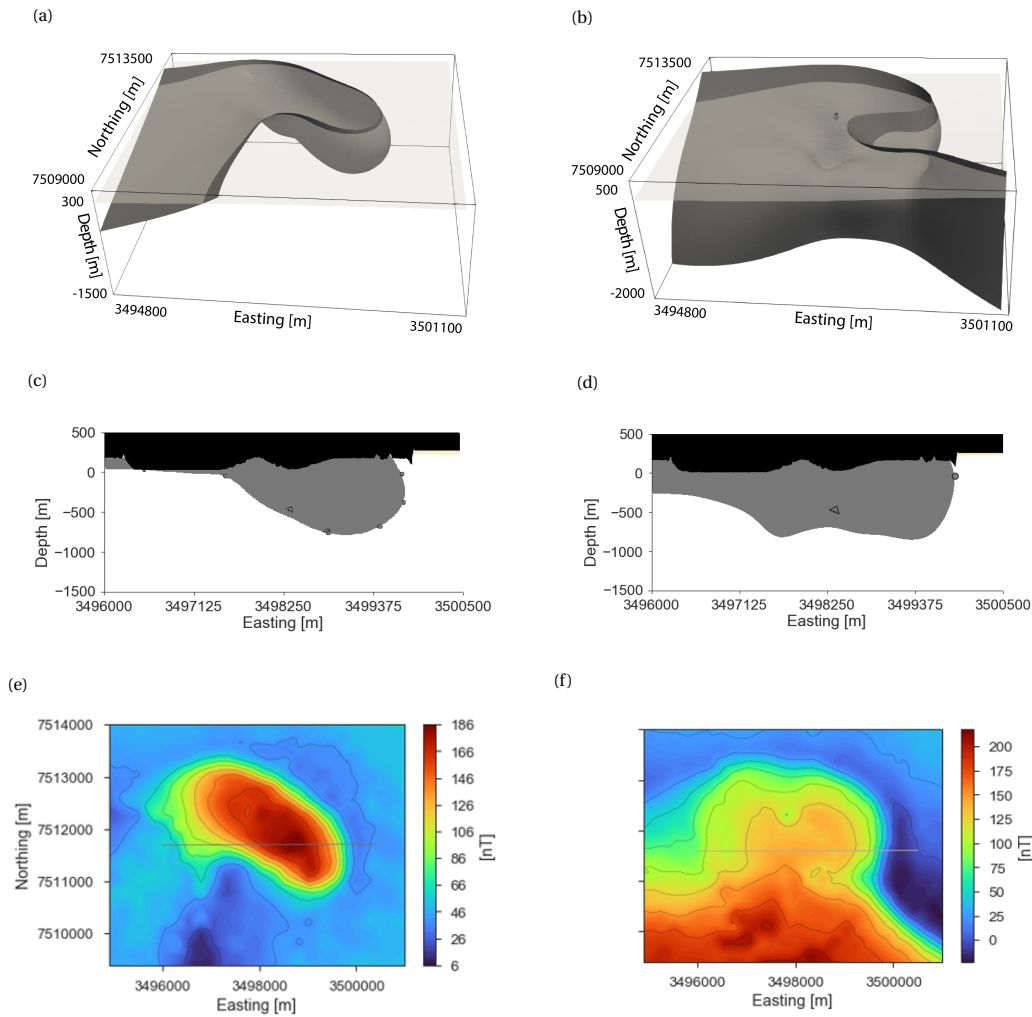 (a)
(b)
7513500
Northing [m]
7509000
300
Depth [m]
-1500
3494800
Easting [m]
3501100
7513500
Northing [m]
7509000
500
Depth [m]
-2000
3494800
Easting [m]
3501100
(c)
(d)
500
0
−500
−1000
−1500
Depth [m]
3496000 3497125 3498250 3499375 3500500
Easting [m]
500
0
−500
−1000
−1500
Depth [m]
3496000 3497125 3498250 3499375 3500500
Easting [m]
(e)
(f)
7514000
7513000
7512000
7511000
7510000
Northing [m]
3496000 3498000 3500000
Easting [m]
186
166
146
126
106
86
66
46
26
6
[nT]
3496000 3498000 3500000
Easting [m]
200
175
150
125
100
75
50
25
0
[nT]